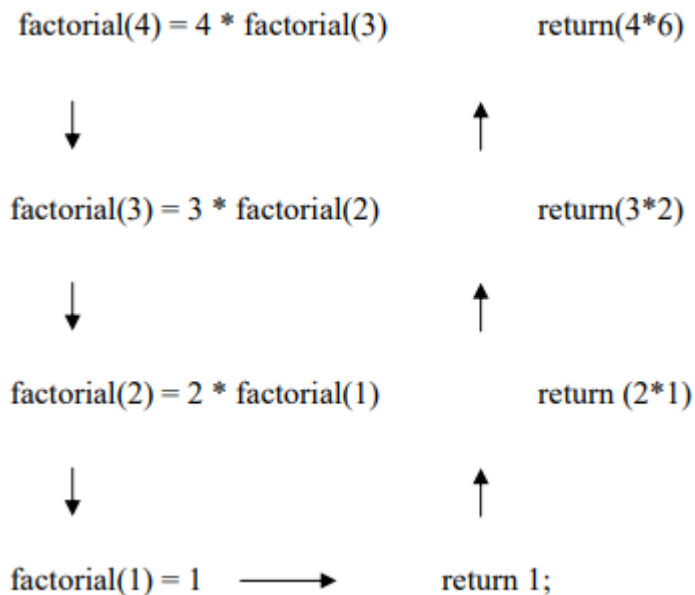 factorial(4) = 4 * factorial(3) return(4*6)
factorial(3) = 3 * factorial(2) return(3*2)
factorial(2) = 2 * factorial(1) return (2*1)
factorial(1) = 1 return 1;